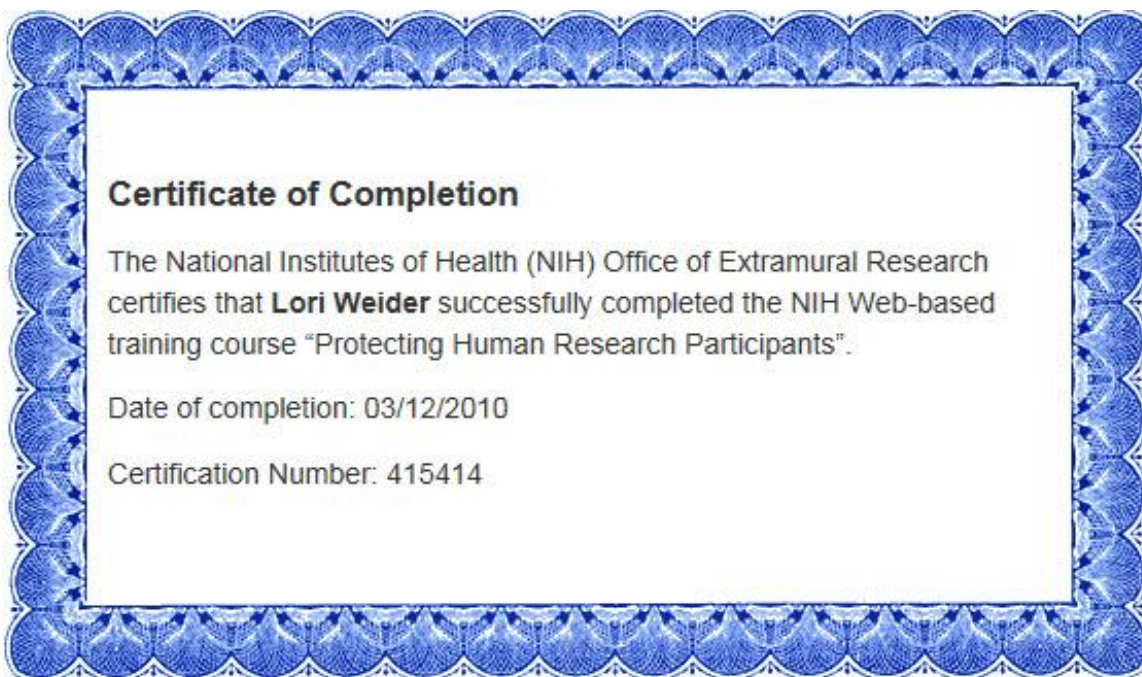 Certificate of Completion
The National Institutes of Health (NIH) Office of Extramural Research
certifies that Lori Weider successfully completed the NIH Web-based
training course “Protecting Human Research Participants”.
Date of completion: 03/12/2010
Certification Number: 415414